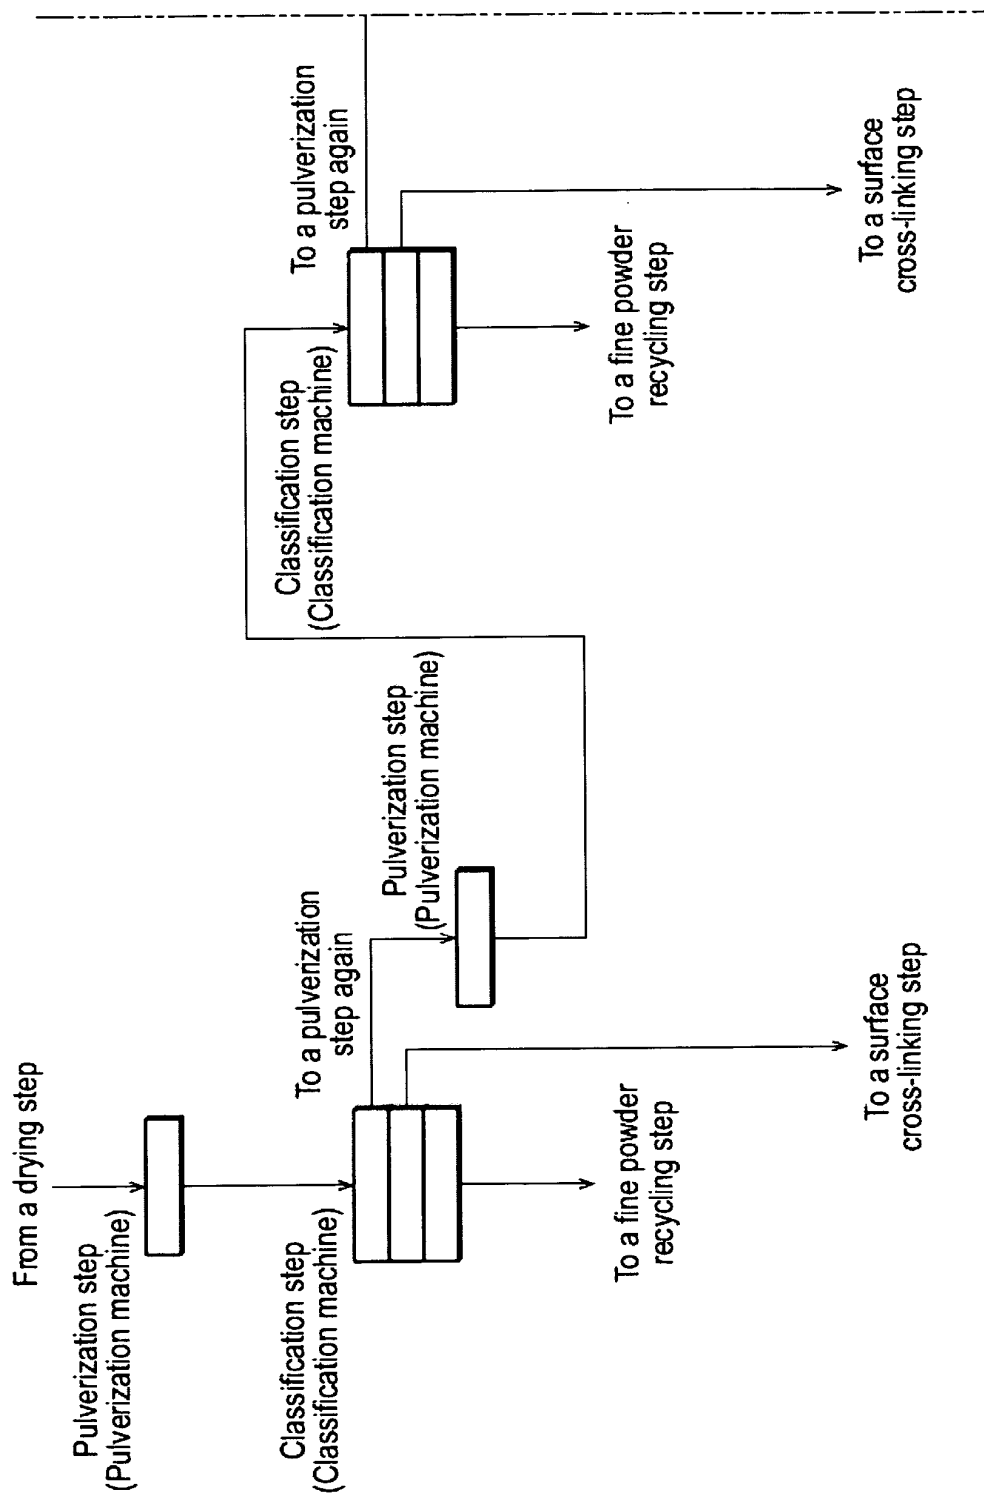 From a drying step
Pulverization step
(Pulverization machine)
Classification step
(Classification machine)
To a pulverization
step again
To a fine powder
recycling step
To a surface
cross-linking step
Pulverization step
(Pulverization machine)
Classification step
(Classification machine)
To a pulverization
step again
To a fine powder
recycling step
To a surface
cross-linking step